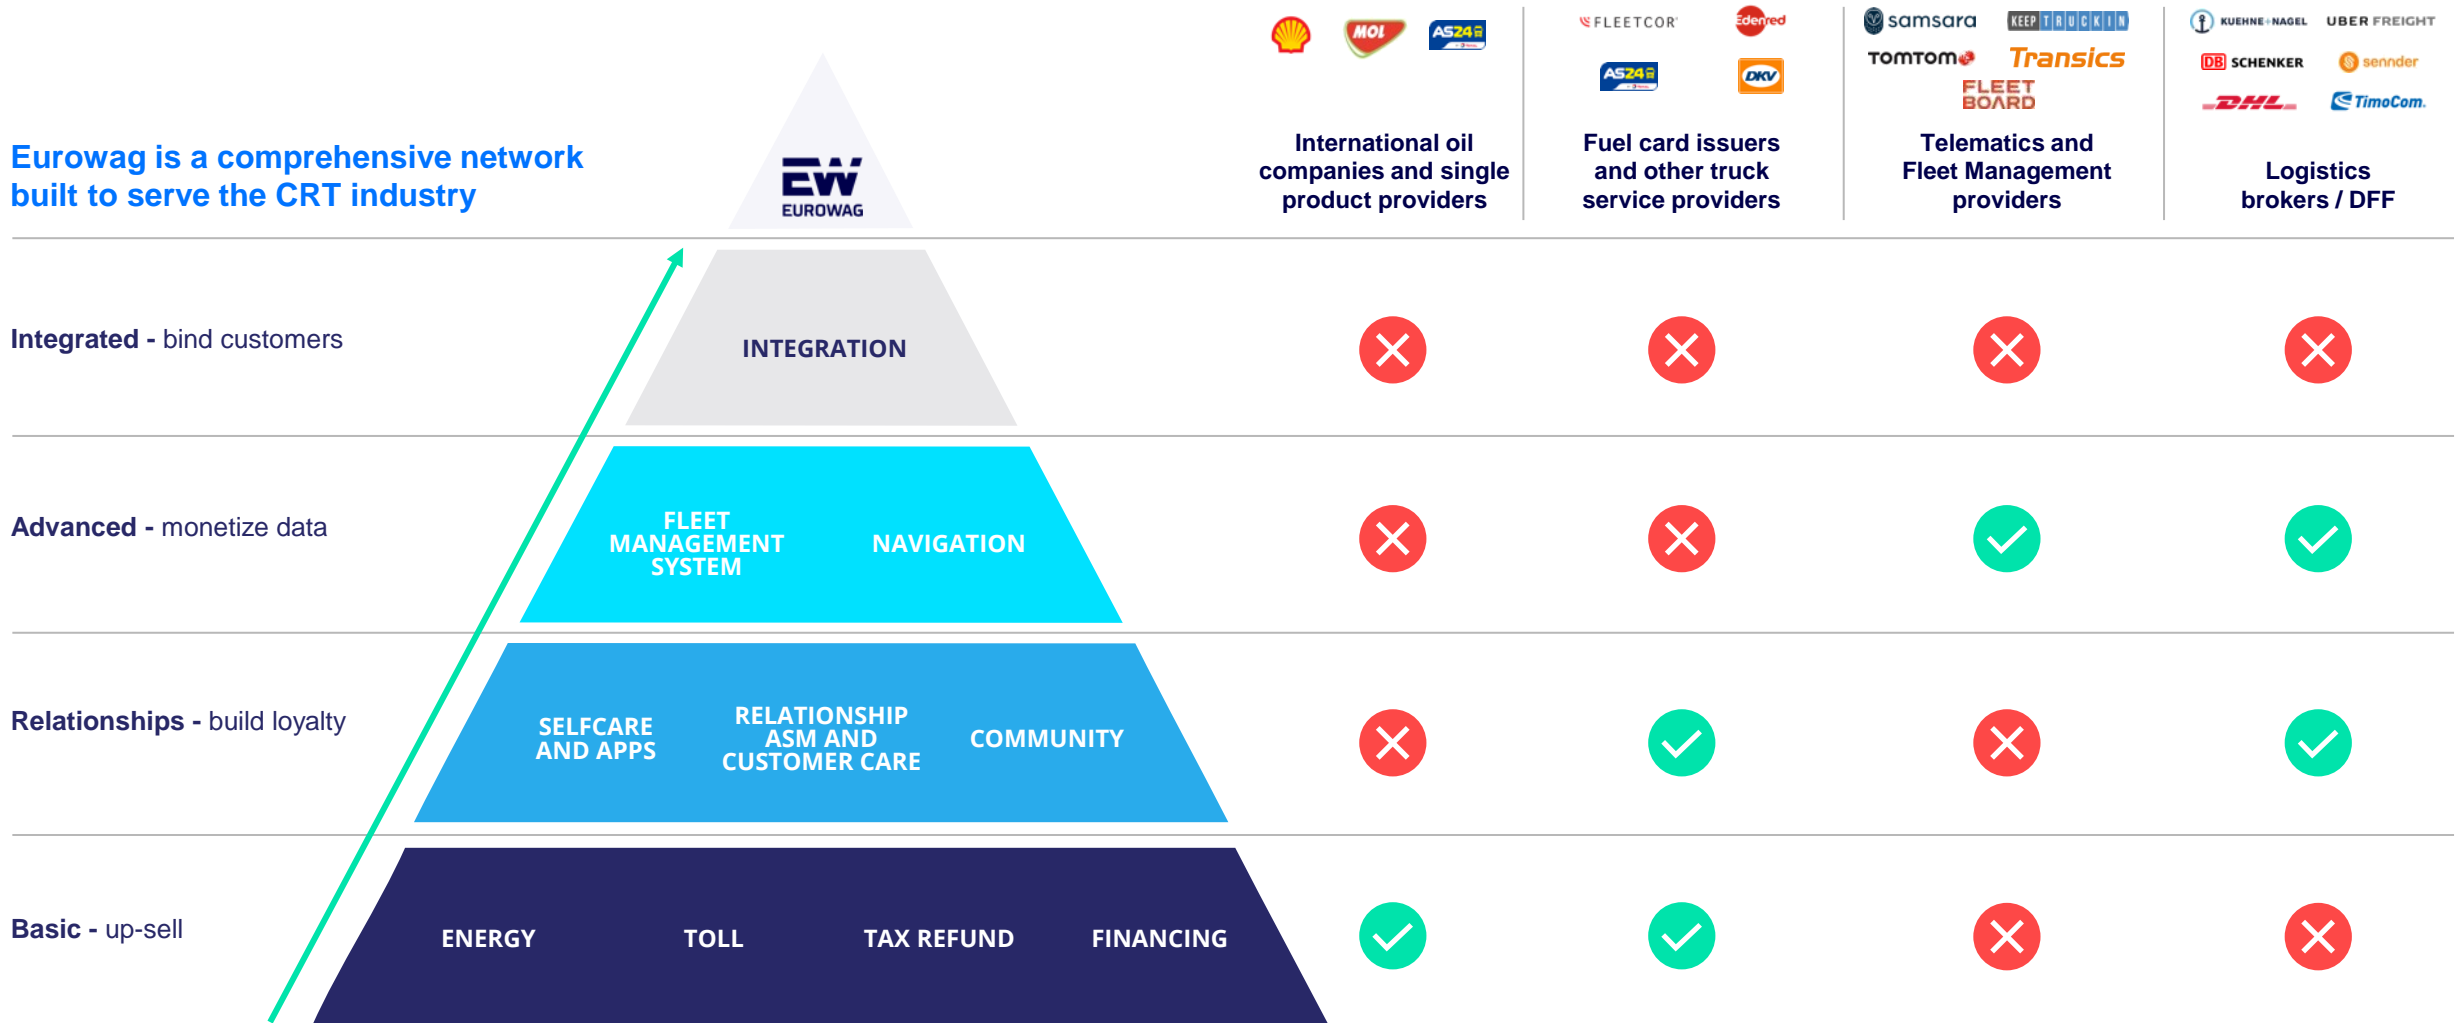 Eurowag is a comprehensive network
built to serve the CRT industry
EW
EUROWAG
MOL
AS24
International oil
companies and single
product providers
FLEETCOR
Edenred
AS24
DKV
Fuel card issuers
and other truck
service providers
samsara
KEEP TRUCKIN
TOMTOM
Transics
FLEET
BOARD
Telematics and
Fleet Management
providers
KUEHNE+NAGEL
UBER FREIGHT
DB SCHENKER
sennder
DHL
TimoCom.
Logistics
brokers / DFF
Integrated - bind customers
INTEGRATION
Advanced - monetize data
FLEET
MANAGEMENT
SYSTEM
NAVIGATION
Relationships - build loyalty
SELFCARE
AND APPS
RELATIONSHIP
ASM AND
CUSTOMER CARE
COMMUNITY
Basic - up-sell
ENERGY
TOLL
TAX REFUND
FINANCING